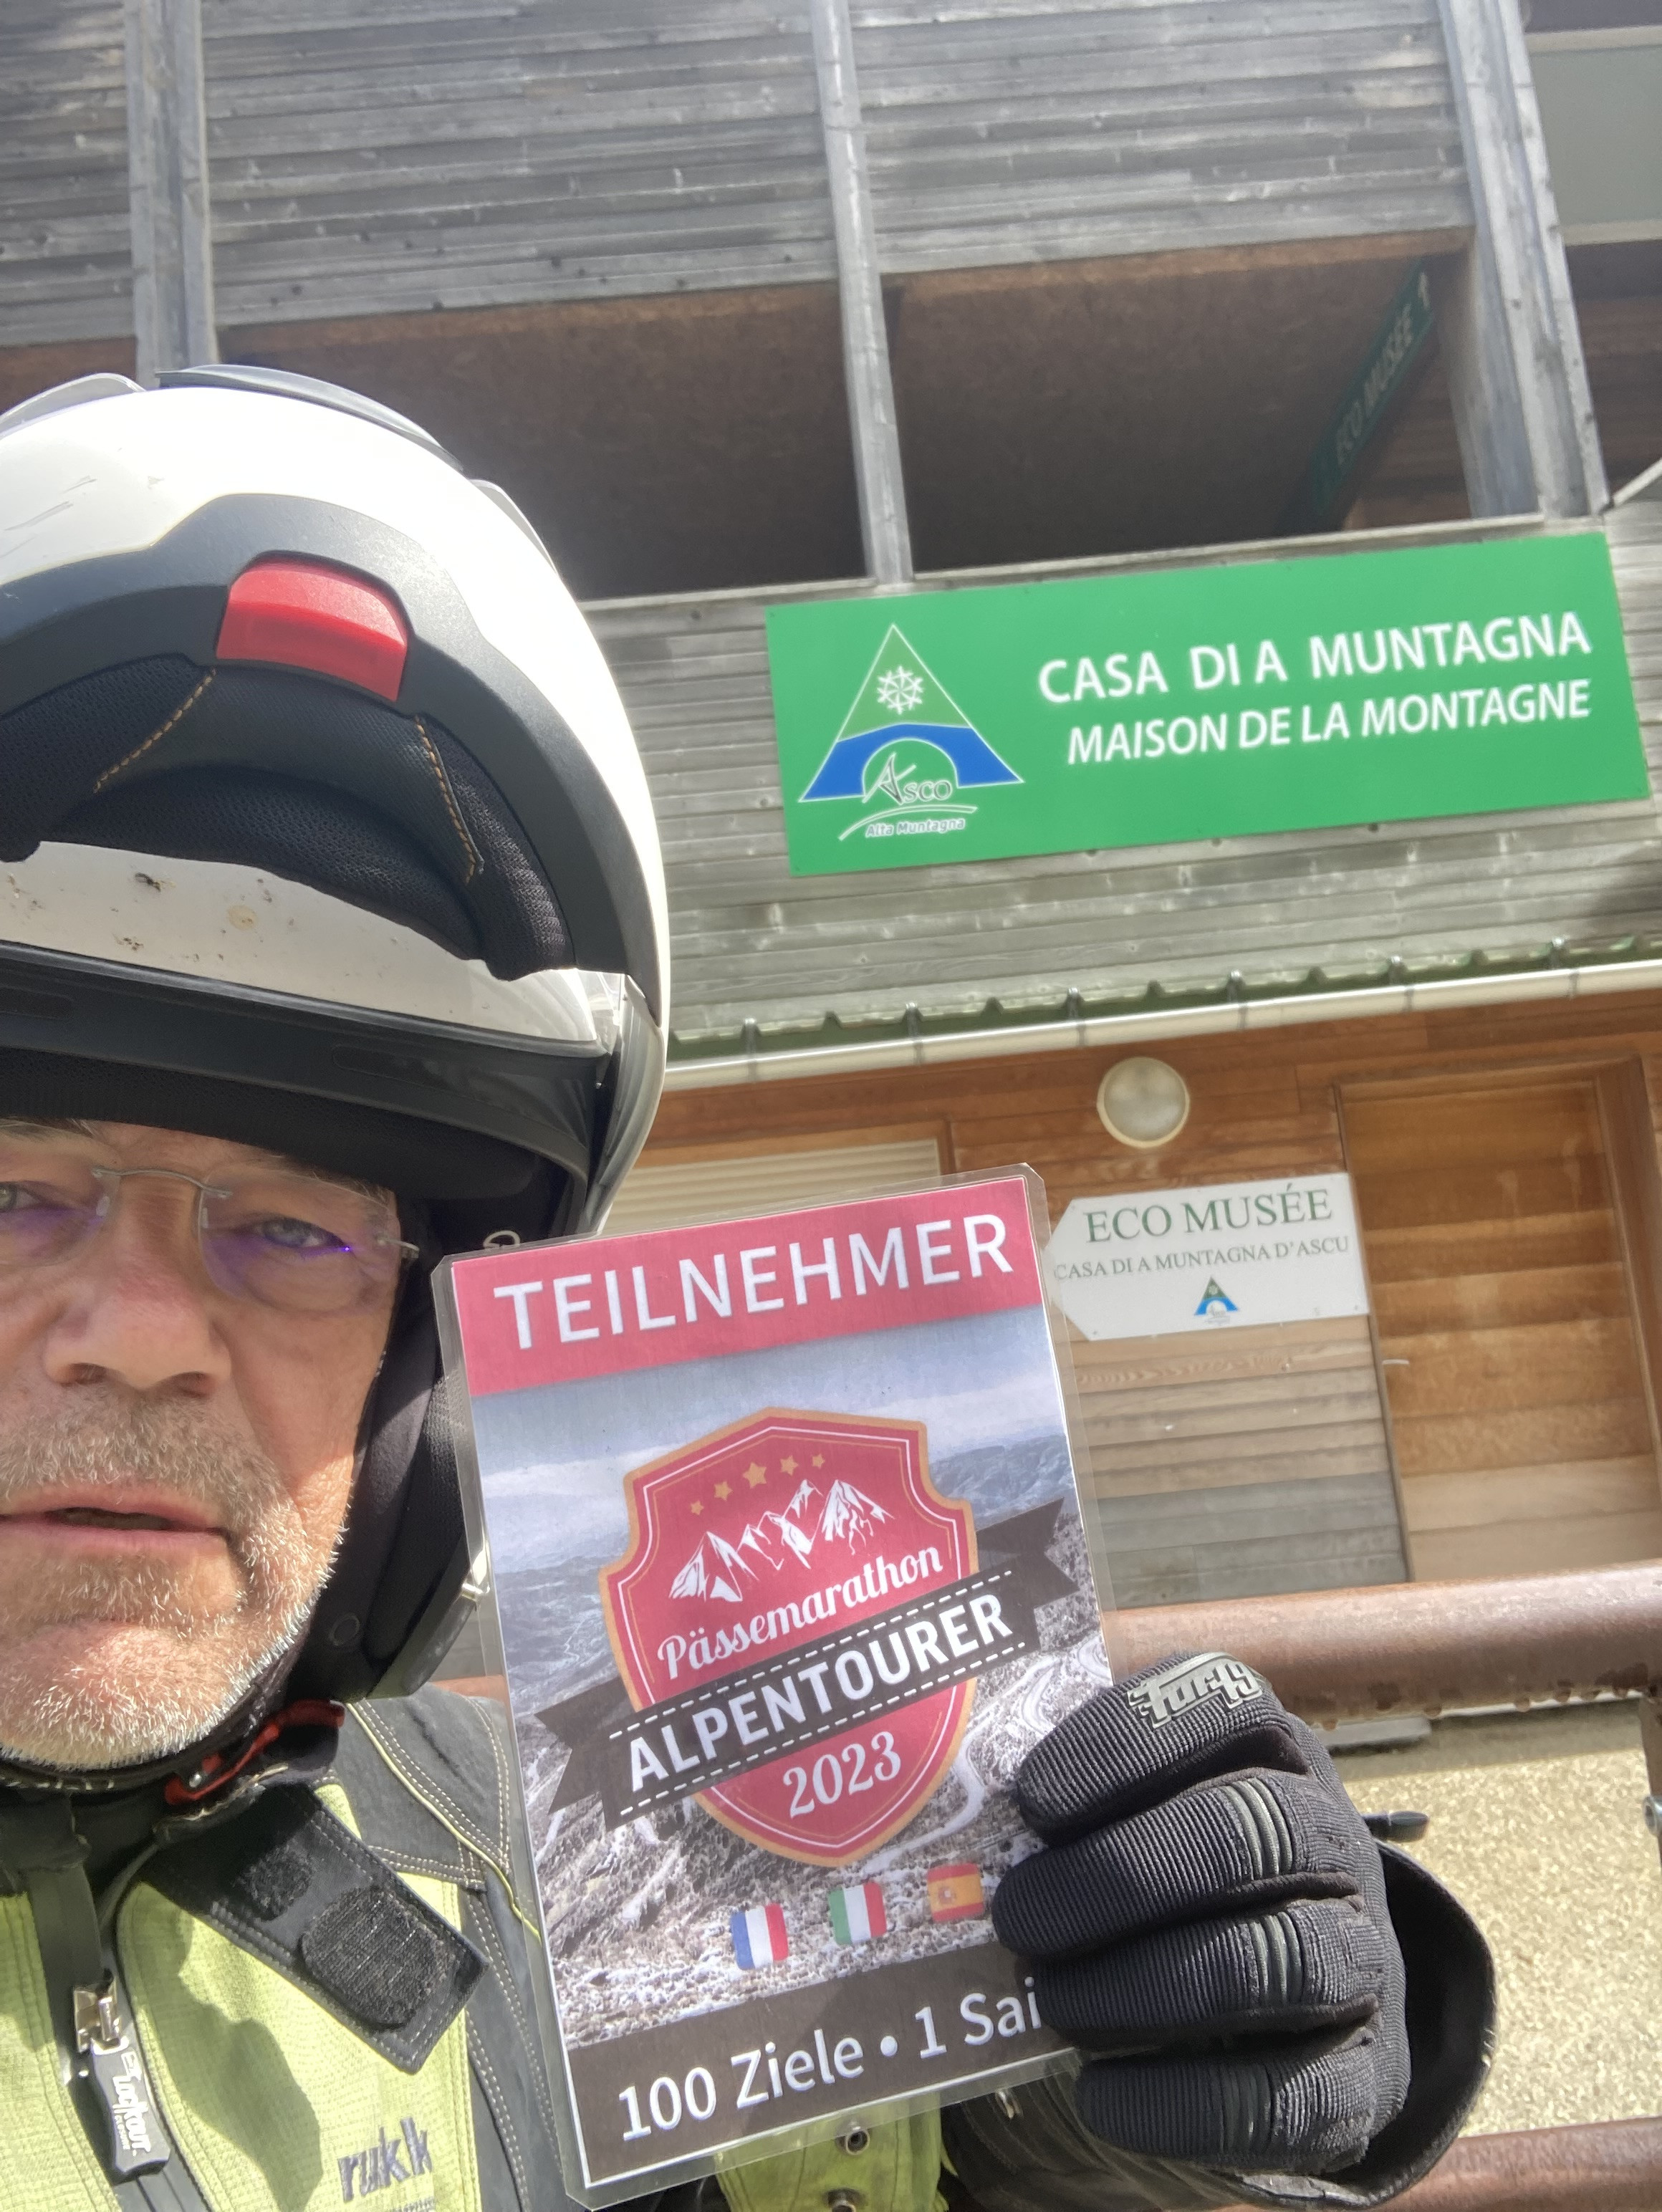 ECO MUSÉE
CASA DI A MUNTAGNA
MAISON DE LA MONTAGNE
Asco
Alta Muntagna
ECO MUSÉE
CASA DI A MUNTAGNA D'ASCU
TEILNEHMER
Pässemarathon
ALPENTOURER
2023
100 Ziele • 1 Sai
rukk